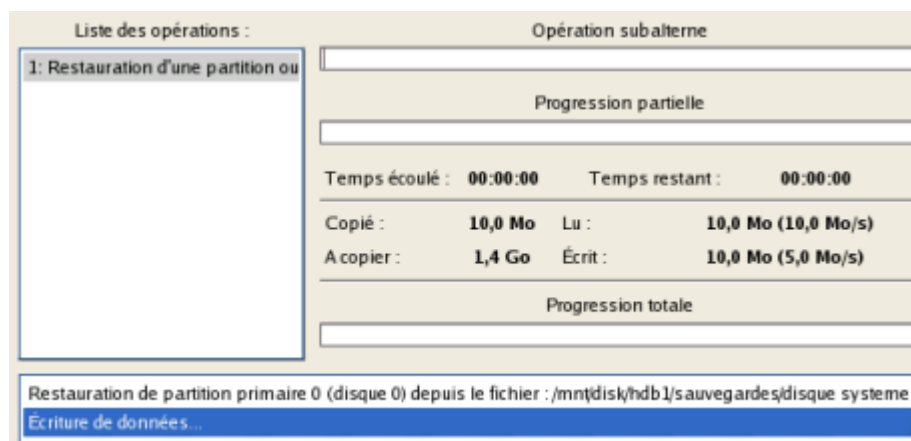 Liste des opérations :
Opération subalterne
1: Restauration d'une partition ou
Progression partielle
Temps écoulé : 00:00:00 Temps restant : 00:00:00
Copié : 10,0 Mo Lu : 10,0 Mo (10,0 Mo/s)
A copier : 1,4 Go Écrit : 10,0 Mo (5,0 Mo/s)
Progression totale
Restauration de partition primaire 0 (disque 0) depuis le fichier : /mnt/disk/hdb1/sauvegardes/disque systeme
Écriture de données...